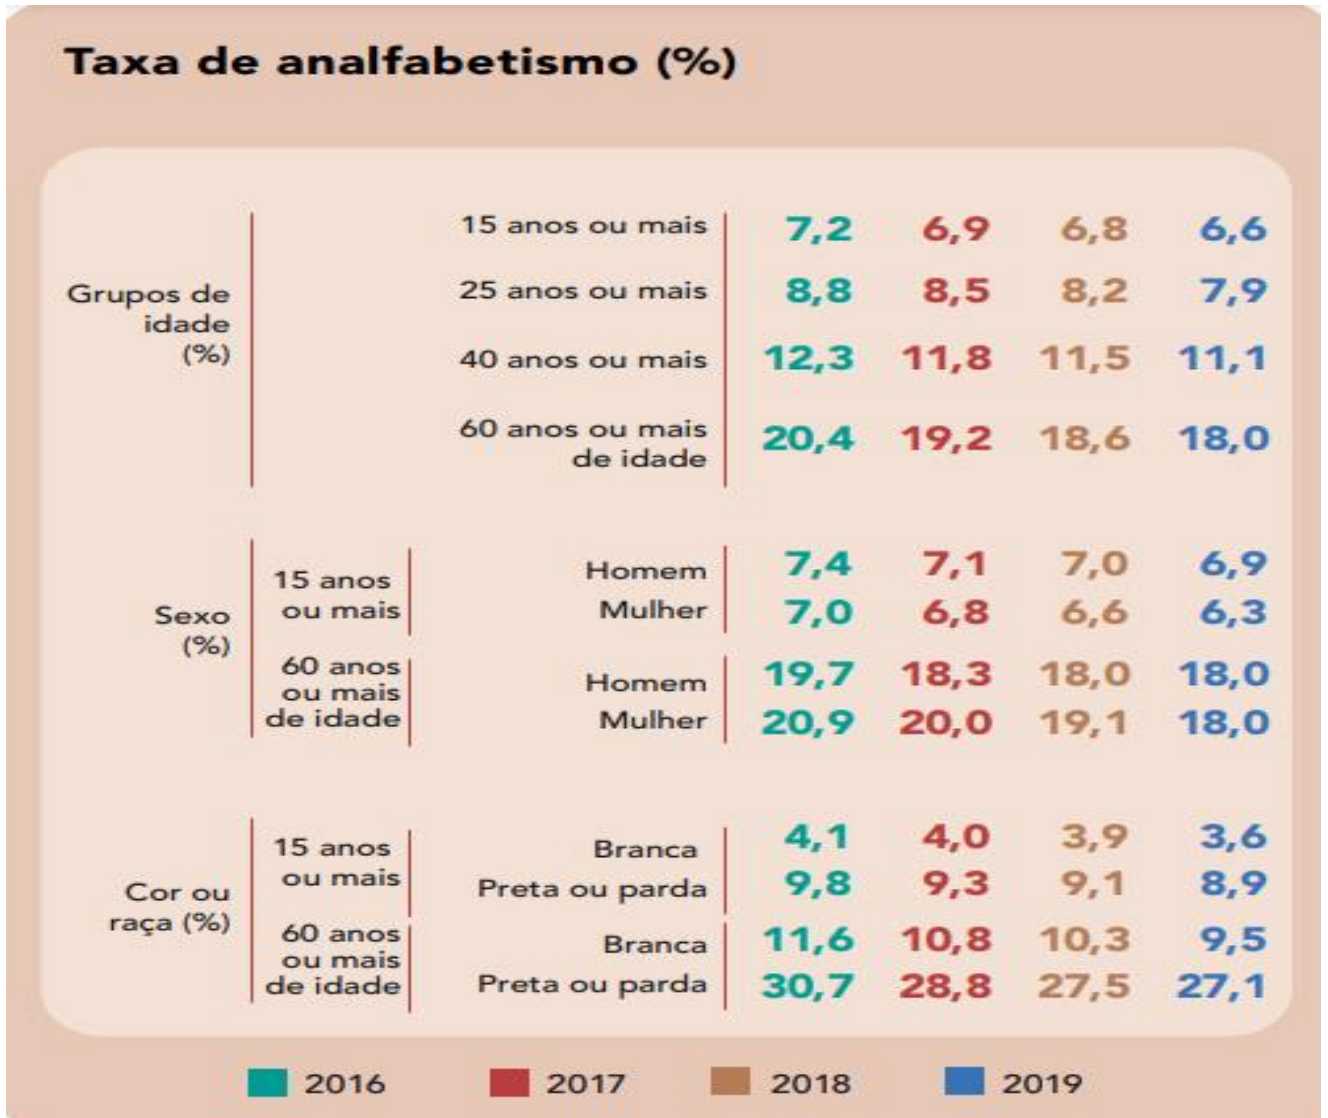 Taxa de analfabetismo (%)
Grupos de
idade
(%)
15 anos ou mais 7,2 6,9 6,8 6,6
25 anos ou mais 8,8 8,5 8,2 7,9
40 anos ou mais 12,3 11,8 11,5 11,1
60 anos ou mais
de idade 20,4 19,2 18,6 18,0
Sexo
(%)
15 anos
ou mais
Homem 7,4 7,1 7,0 6,9
Mulher 7,0 6,8 6,6 6,3
60 anos
ou mais
de idade
Homem 19,7 18,3 18,0 18,0
Mulher 20,9 20,0 19,1 18,0
Cor ou
raça (%)
15 anos
ou mais
Branca 4,1 4,0 3,9 3,6
Preta ou parda 9,8 9,3 9,1 8,9
60 anos
ou mais
de idade
Branca 11,6 10,8 10,3 9,5
Preta ou parda 30,7 28,8 27,5 27,1
2016 2017 2018 2019